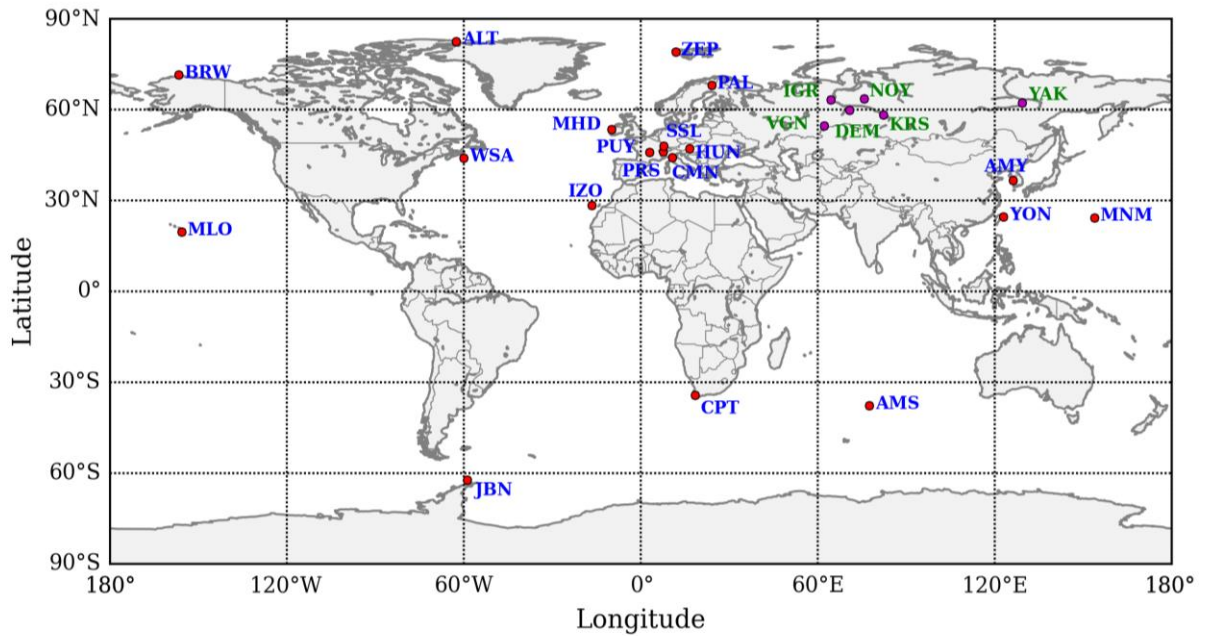 90°N
ALT
ZEP
BRW
PAL
IGR
NOY
YAK
60°N
MHD
VGN
DEM
KRS
SSL
PUY
HUN
WSA
PRS
CMN
AMY
IZO
30°N
YON
MNM
MLO
0°
30°S
CPT
AMS
60°S
JBN
90°S
180°
120°W
60°W
0°
60°E
120°E
180°
Longitude
Latitude